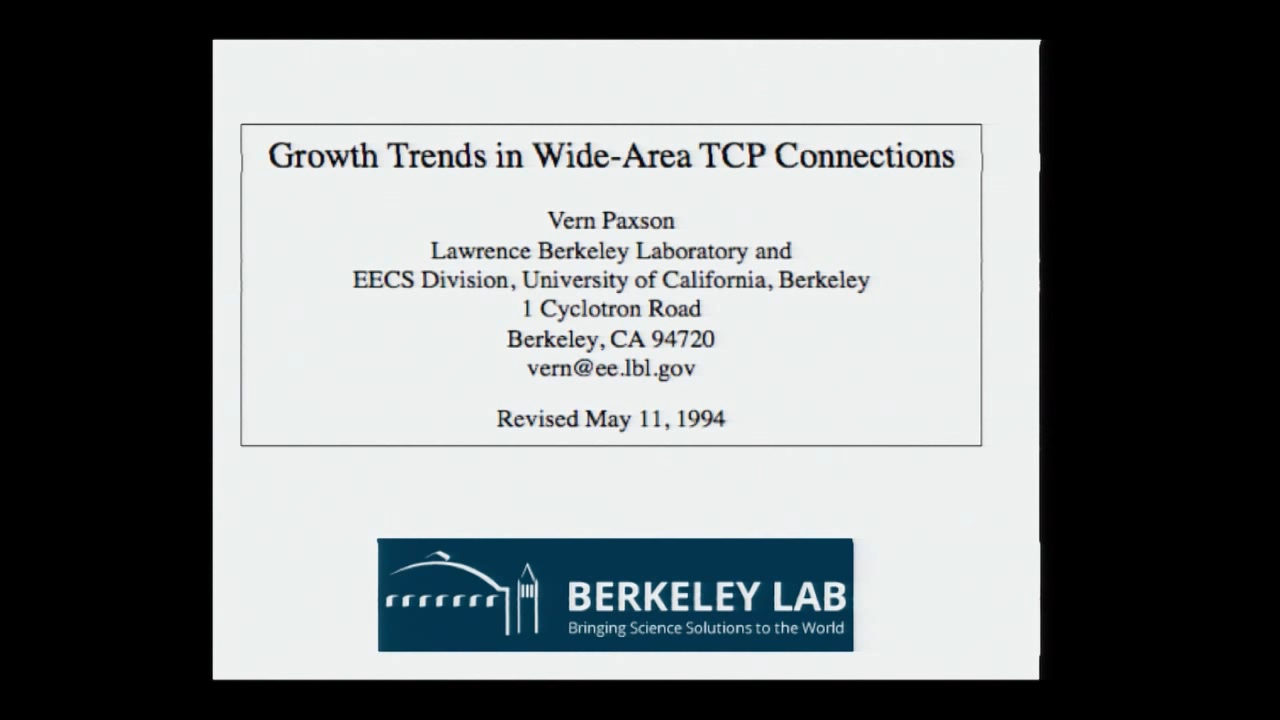 Growth Trends in Wide-Area TCP Connections
Vern Paxson
Lawrence Berkeley Laboratory and
EECS Division, University of California, Berkeley
1 Cyclotron Road
Berkeley, CA 94720
vern@ee.lbl.gov
Revised May 11, 1994
BERKELEY LAB
Bringing Science Solutions to the World